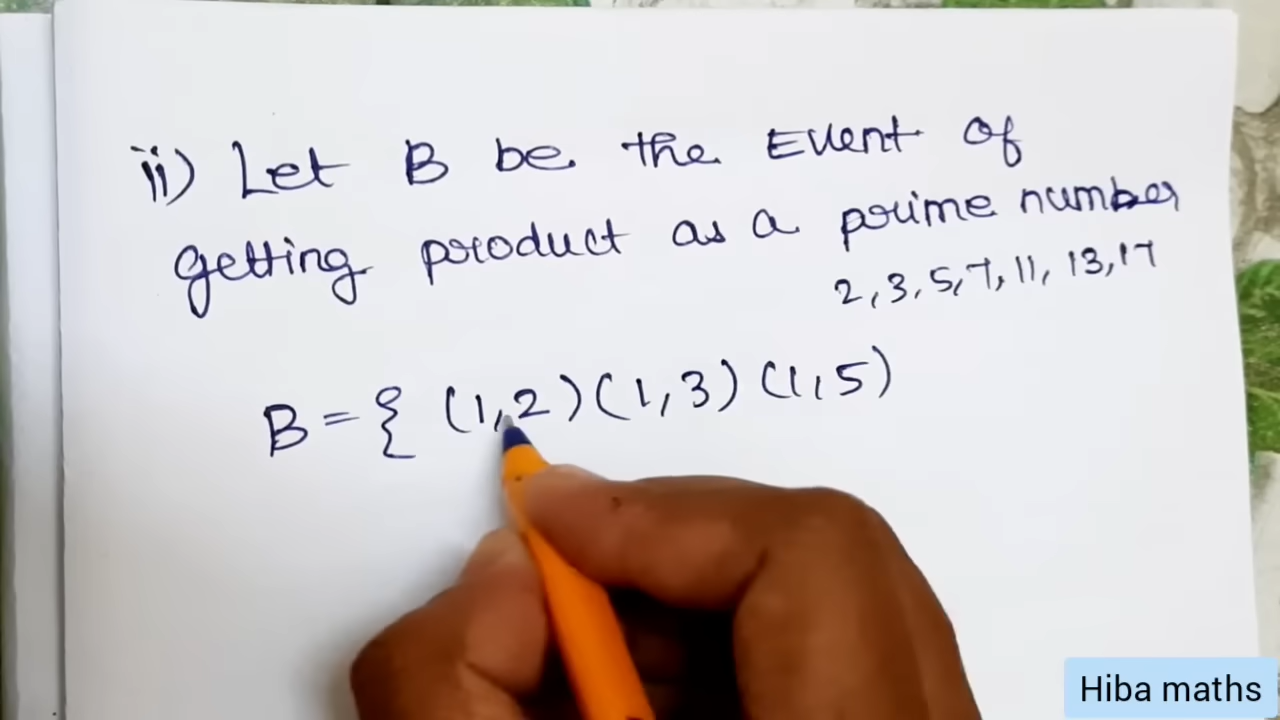 ii) Let B be the Event of
getting product as a prime number
2, 3, 5, 7, 11, 13, 17
B = { (1,2) (1,3) (1,5)
Hiba maths